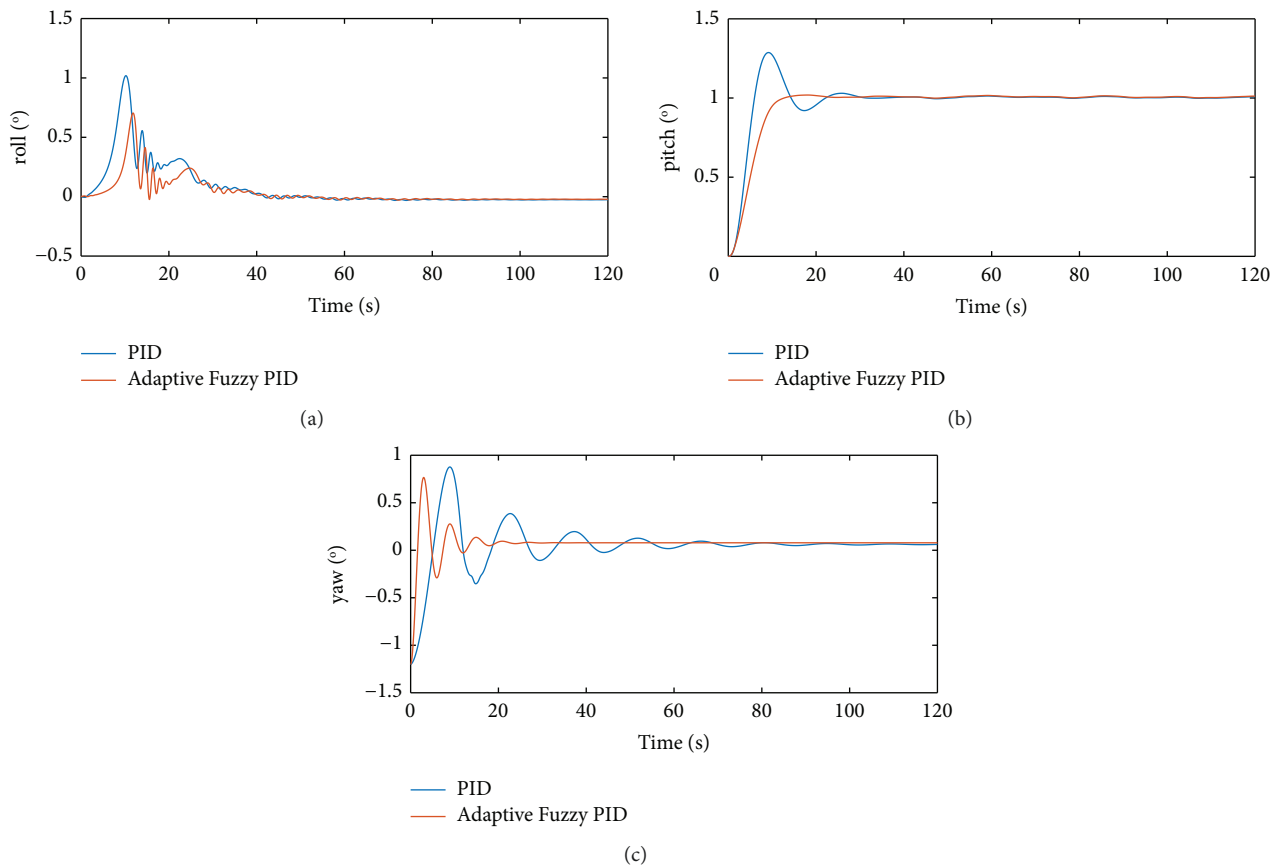 1.5
1
0.5
0
−0.5
roll (º)
0 20 40 60 80 100 120
Time (s)
PID
Adaptive Fuzzy PID
(a)
1.5
1
0.5
pitch (º)
0 20 40 60 80 100 120
Time (s)
PID
Adaptive Fuzzy PID
(b)
1
0.5
0
−0.5
−1
−1.5
yaw (º)
0 20 40 60 80 100 120
Time (s)
PID
Adaptive Fuzzy PID
(c)